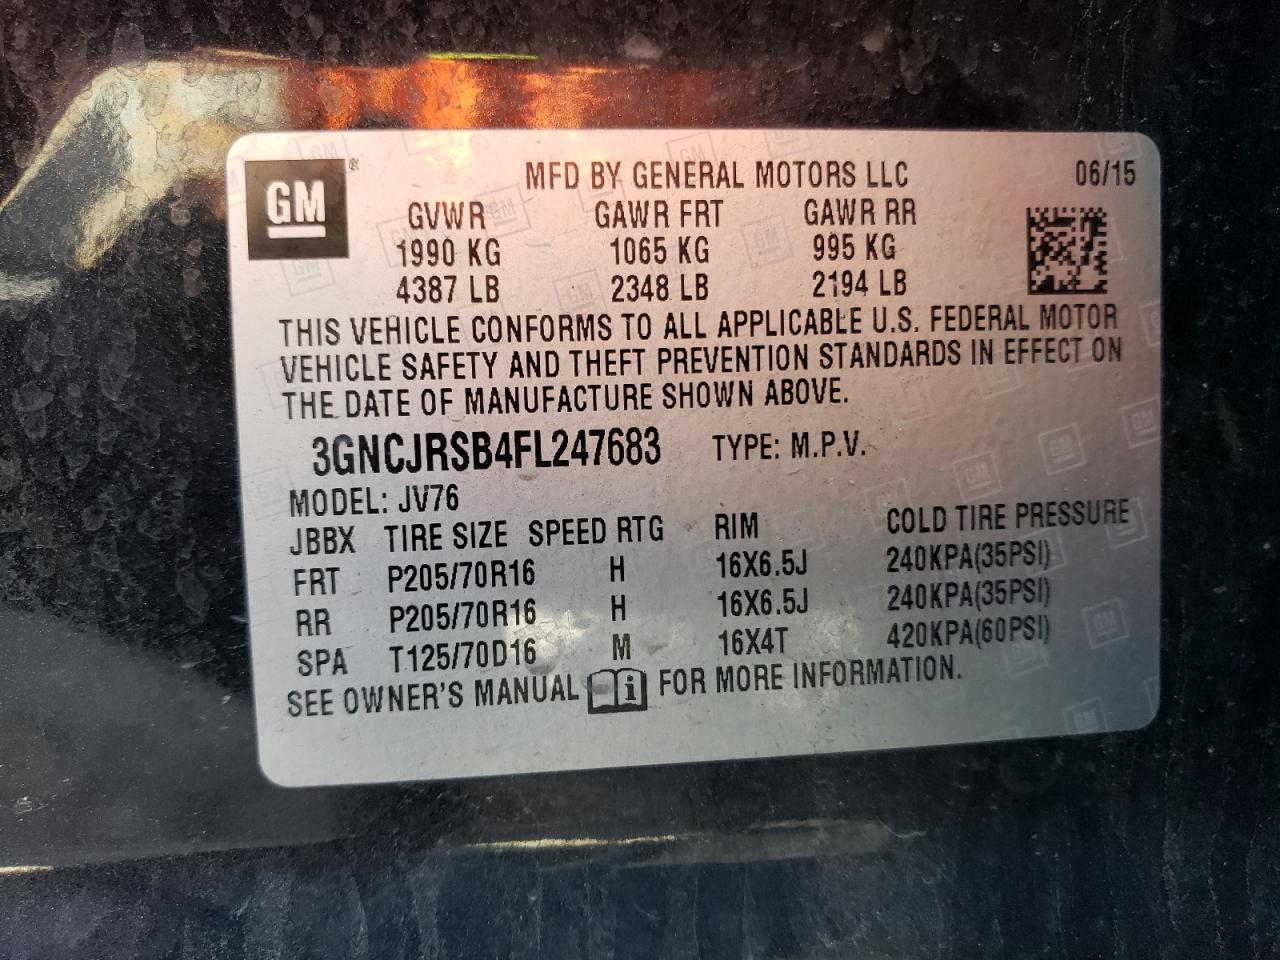 GM ® MFD BY GENERAL MOTORS LLC 06/15
GVWR GAWR FRT GAWR RR
1990 KG 1065 KG 995 KG
4387 LB 2348 LB 2194 LB
THIS VEHICLE CONFORMS TO ALL APPLICABLE U.S. FEDERAL MOTOR
VEHICLE SAFETY AND THEFT PREVENTION STANDARDS IN EFFECT ON
THE DATE OF MANUFACTURE SHOWN ABOVE.
3GNCJRSB4FL247683 TYPE: M.P.V.
MODEL: JV76
JBBX TIRE SIZE SPEED RTG RIM COLD TIRE PRESSURE
FRT P205/70R16 H 16X6.5J 240KPA(35PSI)
RR P205/70R16 H 16X6.5J 240KPA(35PSI)
SPA T125/70D16 M 16X4T 420KPA(60PSI)
SEE OWNER'S MANUAL i FOR MORE INFORMATION.